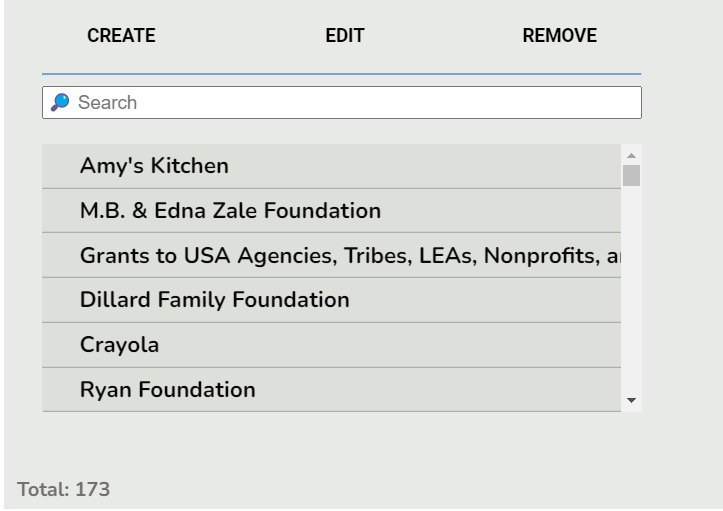 CREATE EDIT REMOVE
Search
Amy's Kitchen
M.B. & Edna Zale Foundation
Grants to USA Agencies, Tribes, LEAs, Nonprofits,
Dillard Family Foundation
Crayola
Ryan Foundation
Total: 173